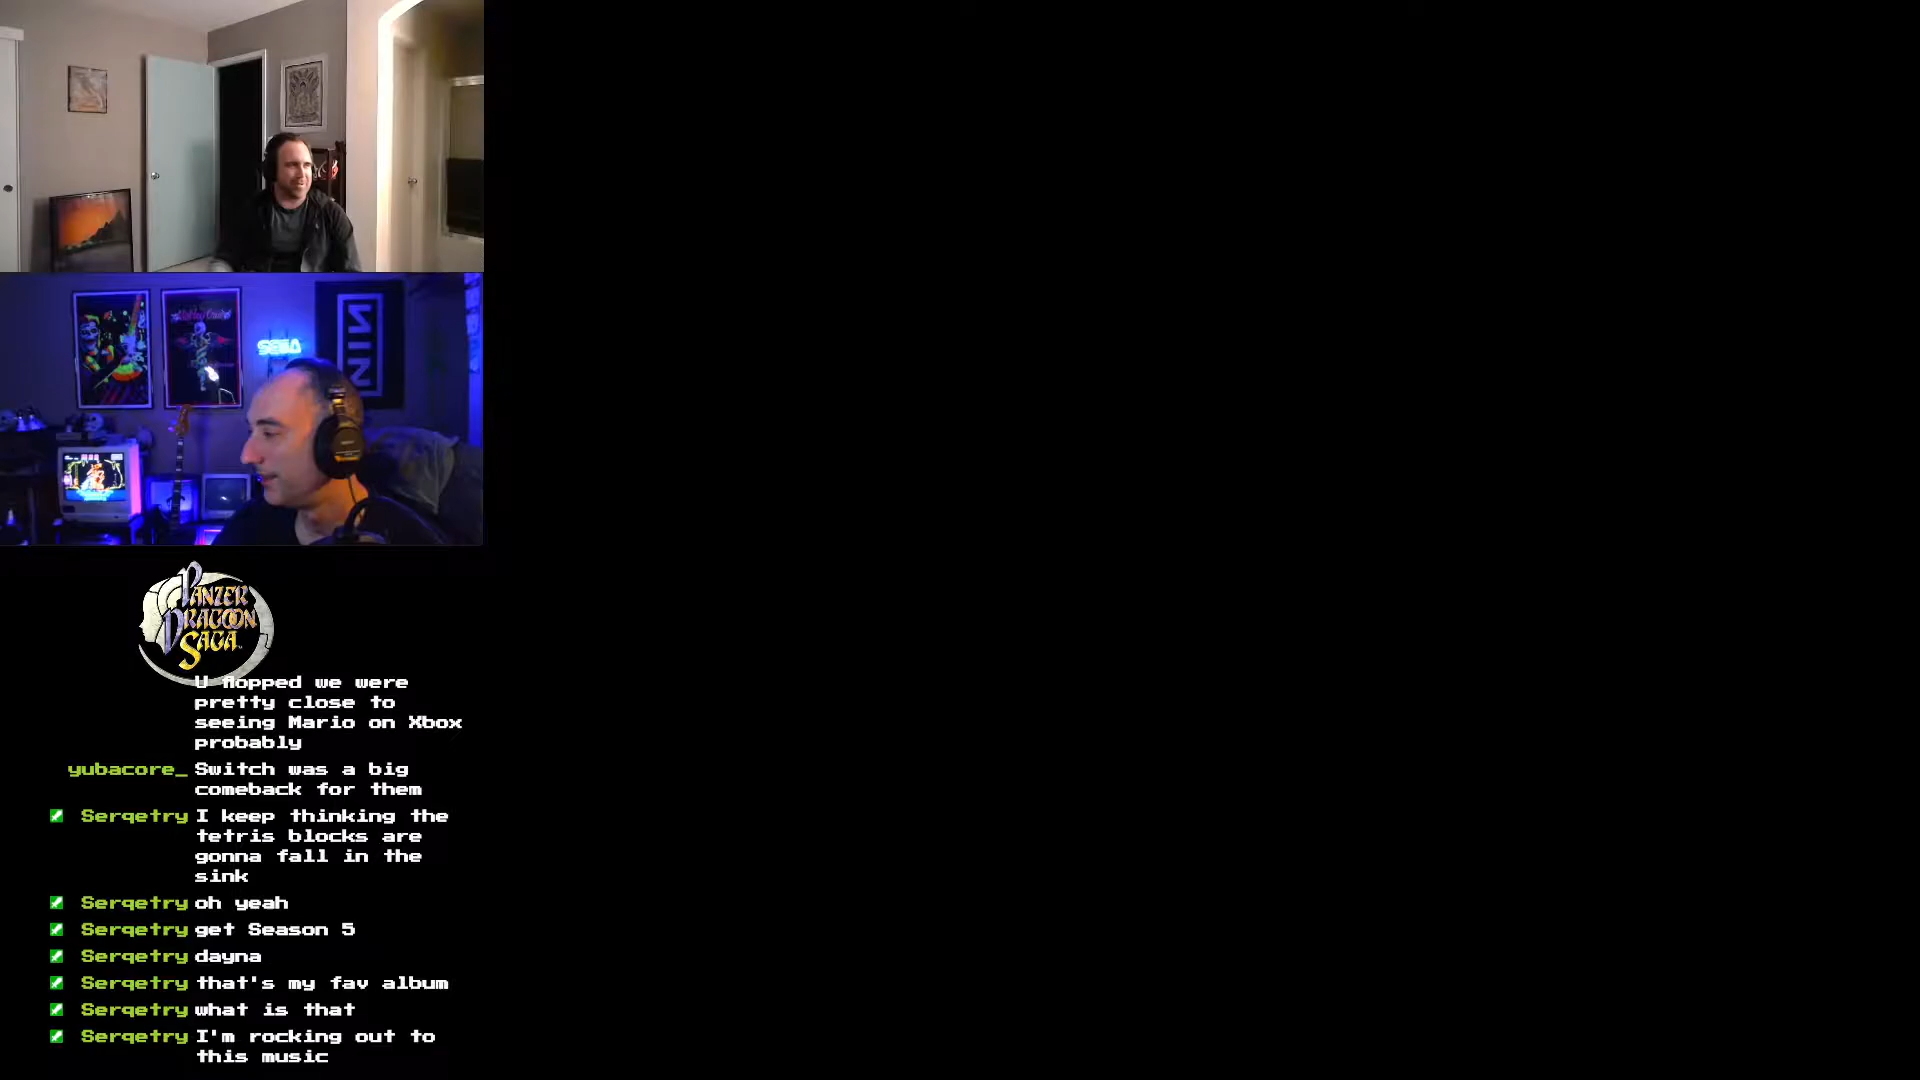 Mötley Crüe
SEGA
NIN
PANZER
DRAGOON
SAGA
U flopped we were
pretty close to
seeing Mario on Xbox
probably
yubacore_ Switch was a big
comeback for them
Serqetry I keep thinking the
tetris blocks are
gonna fall in the
sink
Serqetry oh yeah
Serqetry get Season 5
Serqetry dayna
Serqetry that's my fav album
Serqetry what is that
Serqetry I'm rocking out to
this music